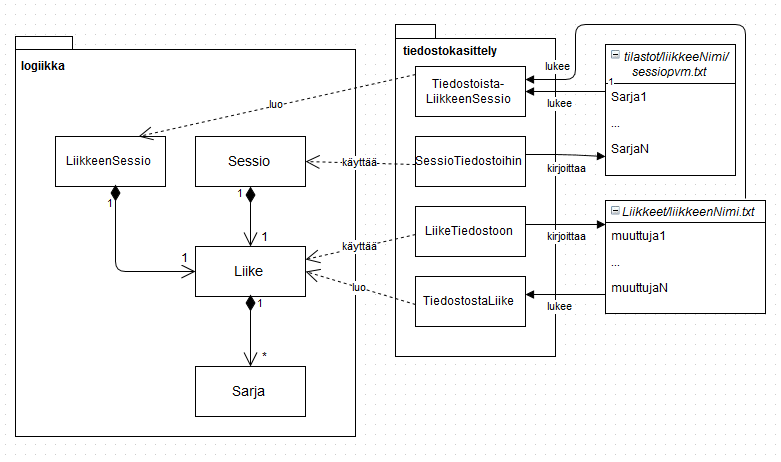 logiikka
LiikkeenSessio
Sessio
1
1
1
1
Liike
1
*
Sarja
luo
käyttää
käyttää
luo
tiedostokasittely
Tiedostoista-
LiikkeenSessio
SessioTiedostoihin
LiikeTiedostoon
TiedostostaLiike
lukee
lukee
kirjoittaa
kirjoittaa
lukee
tilastot/liikkeeNimi/
sessiopvm.txt
1
Sarja1
...
SarjaN
Liikkeet/liikkeenNimi.txt
muuttuja1
...
muuttujaN